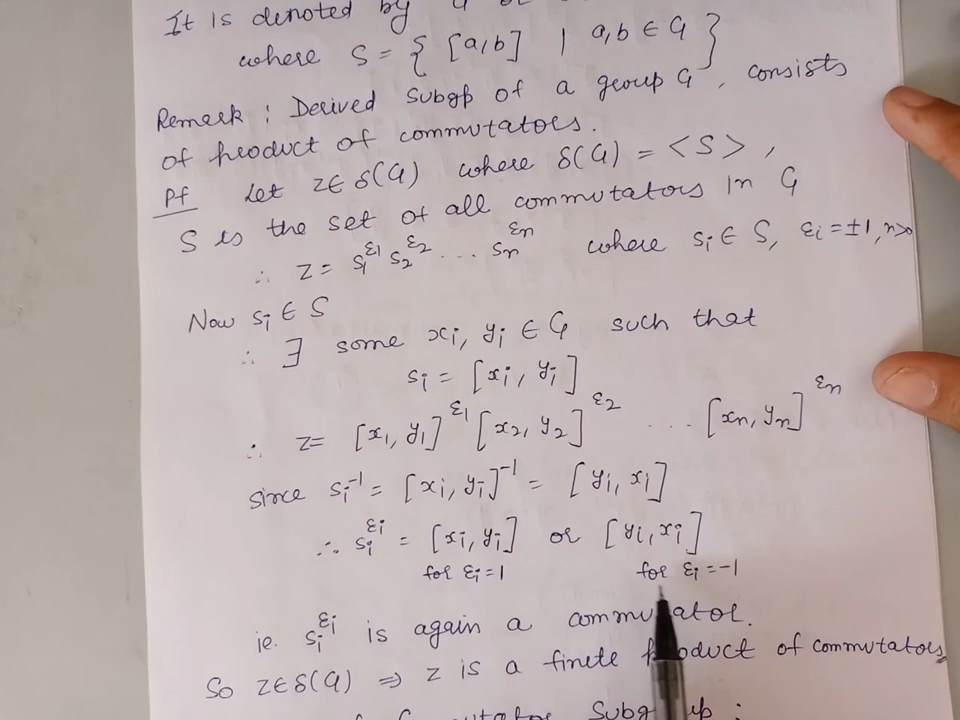 It is denoted by
where S = { [a,b] | a,b ∈ G }
Remark : Derived subgp of a group G, consists
of product of commutators.
Pf Let z ∈ δ(G) where δ(G) = <S>,
S is the set of all commutators in G
∴ z = s₁^ε1 s₂^ε2 ... sn^εn where si ∈ S, εi = ±1, n>0
Now si ∈ S
∴ ∃ some xi, yi ∈ G such that
si = [xi, yi]
∴ z = [x1, y1]^ε1 [x2, y2]^ε2 ... [xn, yn]^εn
since si^-1 = [xi, yi]^-1 = [yi, xi]
∴ si^εi = [xi, yi] or [yi, xi]
for εi = 1 for εi = -1
ie. si^εi is again a commutator.
So z ∈ δ(G) ⇒ z is a finite product of commutators
Subgroup :